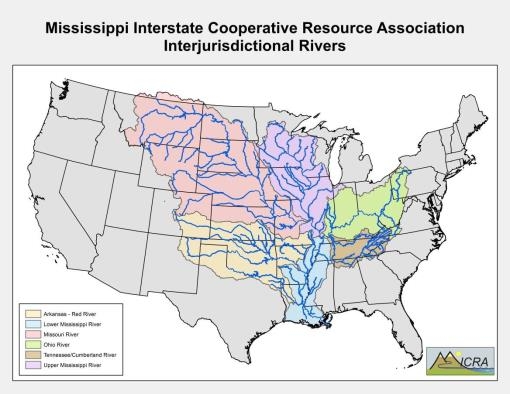 Mississippi Interstate Cooperative Resource Association
Interjurisdictional Rivers
Arkansas - Red River
Lower Mississippi River
Missouri River
Ohio River
Tennessee/Cumberland River
Upper Mississippi River
MICRA